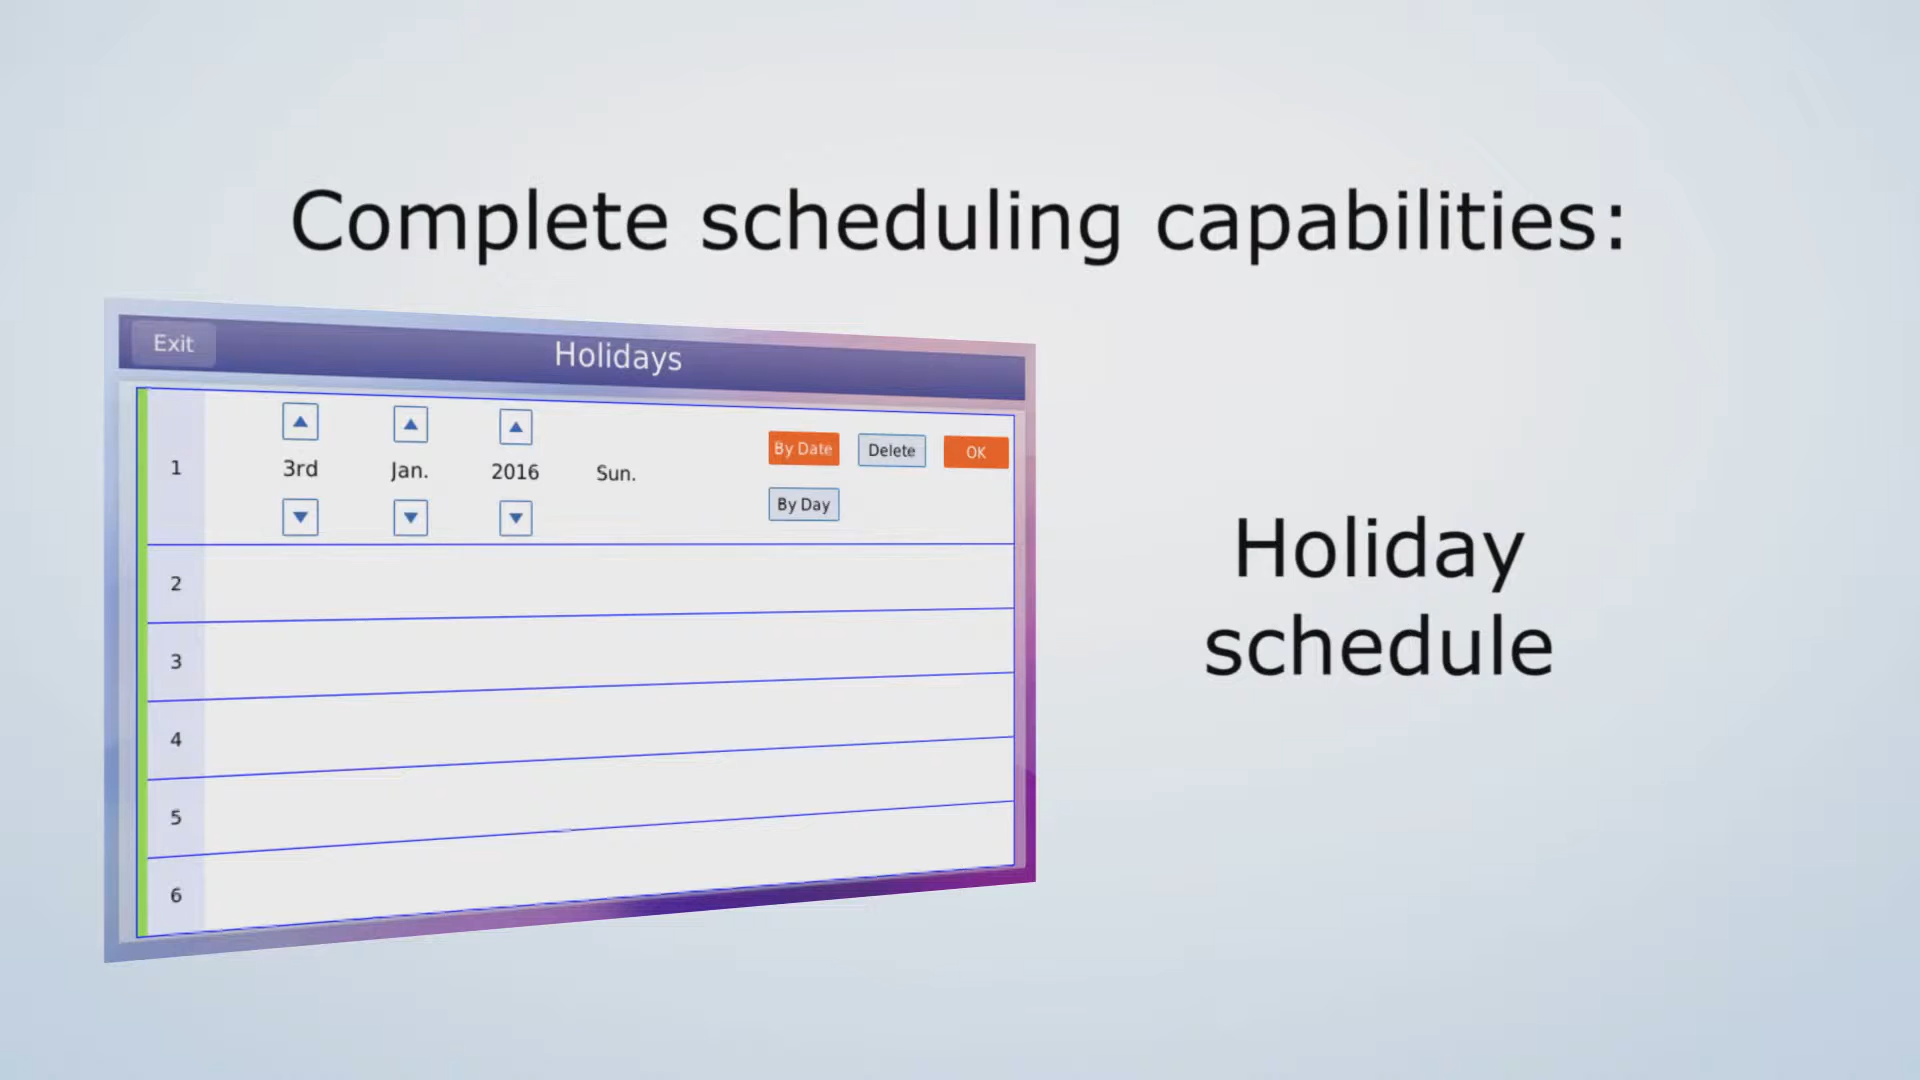 Complete scheduling capabilities:
Exit
Holidays
1
3rd
Jan.
2016
Sun.
By Date
Delete
OK
By Day
2
3
4
5
6
Holiday
schedule